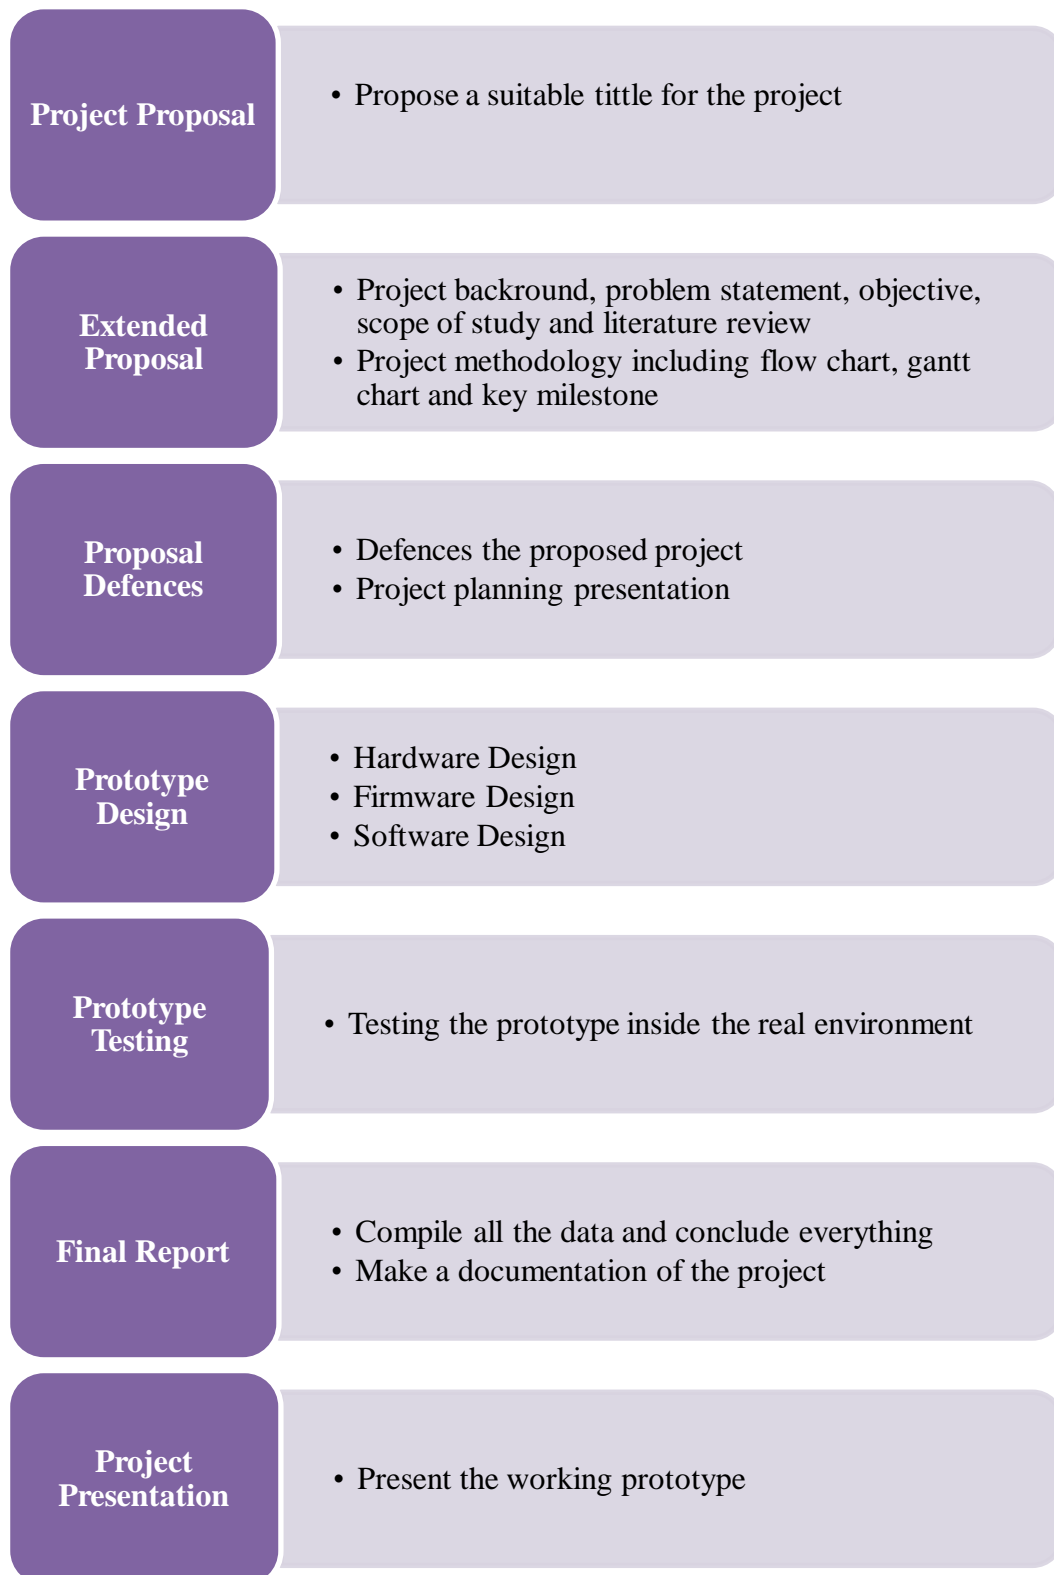 Project Proposal
• Propose a suitable tittle for the project
Extended
Proposal
• Project backround, problem statement, objective,
scope of study and literature review
• Project methodology including flow chart, gantt
chart and key milestone
Proposal
Defences
• Defences the proposed project
• Project planning presentation
Prototype
Design
• Hardware Design
• Firmware Design
• Software Design
Prototype
Testing
• Testing the prototype inside the real environment
Final Report
• Compile all the data and conclude everything
• Make a documentation of the project
Project
Presentation
• Present the working prototype